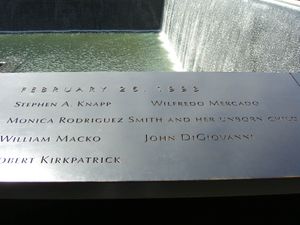 FEBRUARY 26, 1993
STEPHEN A. KNAPP WILFREDO MERCADO
MONICA RODRIGUEZ SMITH AND HER UNBORN CHILD
WILLIAM MACKO JOHN DIGIOVANNI
OBERT KIRKPATRICK